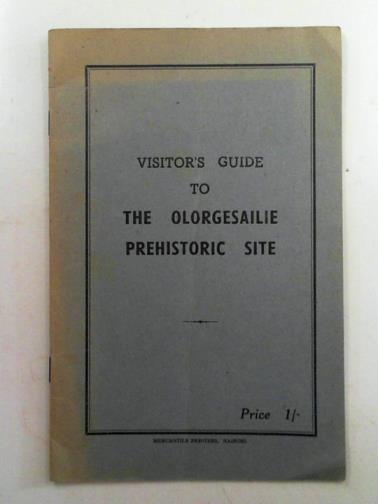 VISITOR'S GUIDE
TO
THE OLORGESAILIE
PREHISTORIC SITE
Price 1/-
MERCANTILE PRINTERS, NAIROBI.